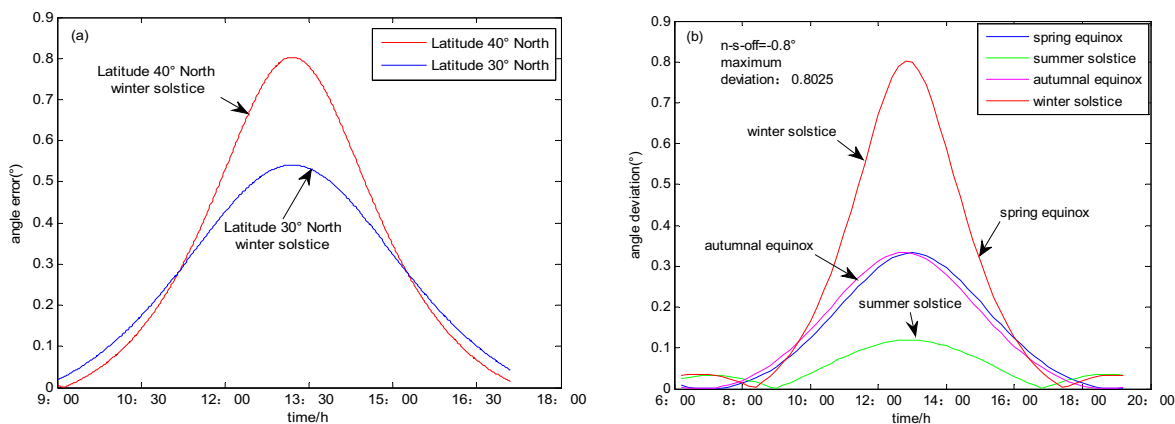 (a)
Latitude 40° North
Latitude 30° North
Latitude 40° North
winter solstice
Latitude 30° North
winter solstice
angle error(°)
0.9
0.8
0.7
0.6
0.5
0.4
0.3
0.2
0.1
0
9: 00 10: 30 12: 00 13: 30 15: 00 16: 30 18: 00
time/h
(b)
n-s-off=-0.8°
maximum
deviation: 0.8025
spring equinox
summer solstice
autumnal equinox
winter solstice
winter solstice
spring equinox
autumnal equinox
summer solstice
angle deviation(°)
0.9
0.8
0.7
0.6
0.5
0.4
0.3
0.2
0.1
0
6: 00 8: 00 10: 00 12: 00 14: 00 16: 00 18: 00 20: 00
time/h